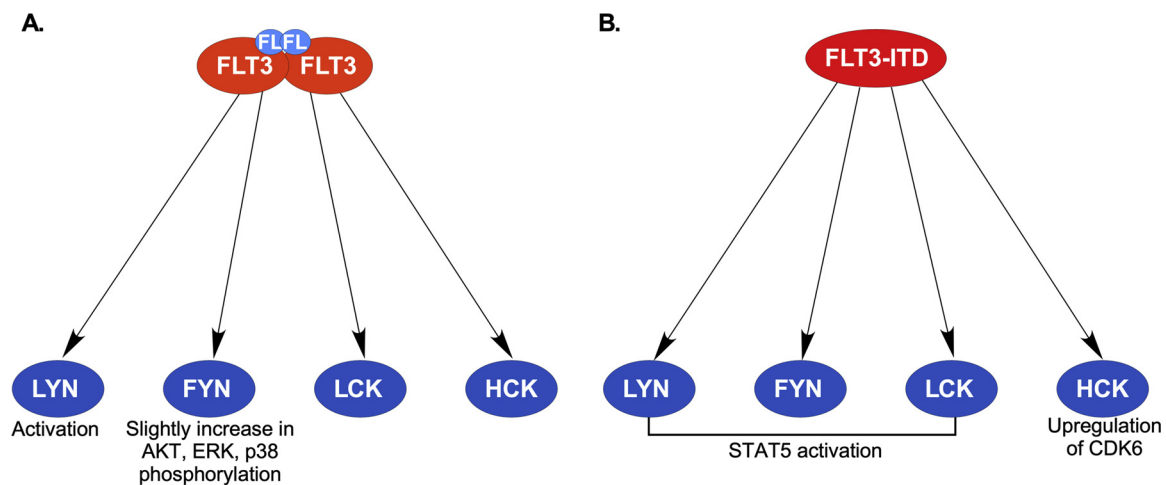 A.
FL FL
FLT3 FLT3
LYN FYN LCK HCK
Activation
Slightly increase in
AKT, ERK, p38
phosphorylation
B.
FLT3-ITD
LYN FYN LCK HCK
STAT5 activation
Upregulation
of CDK6